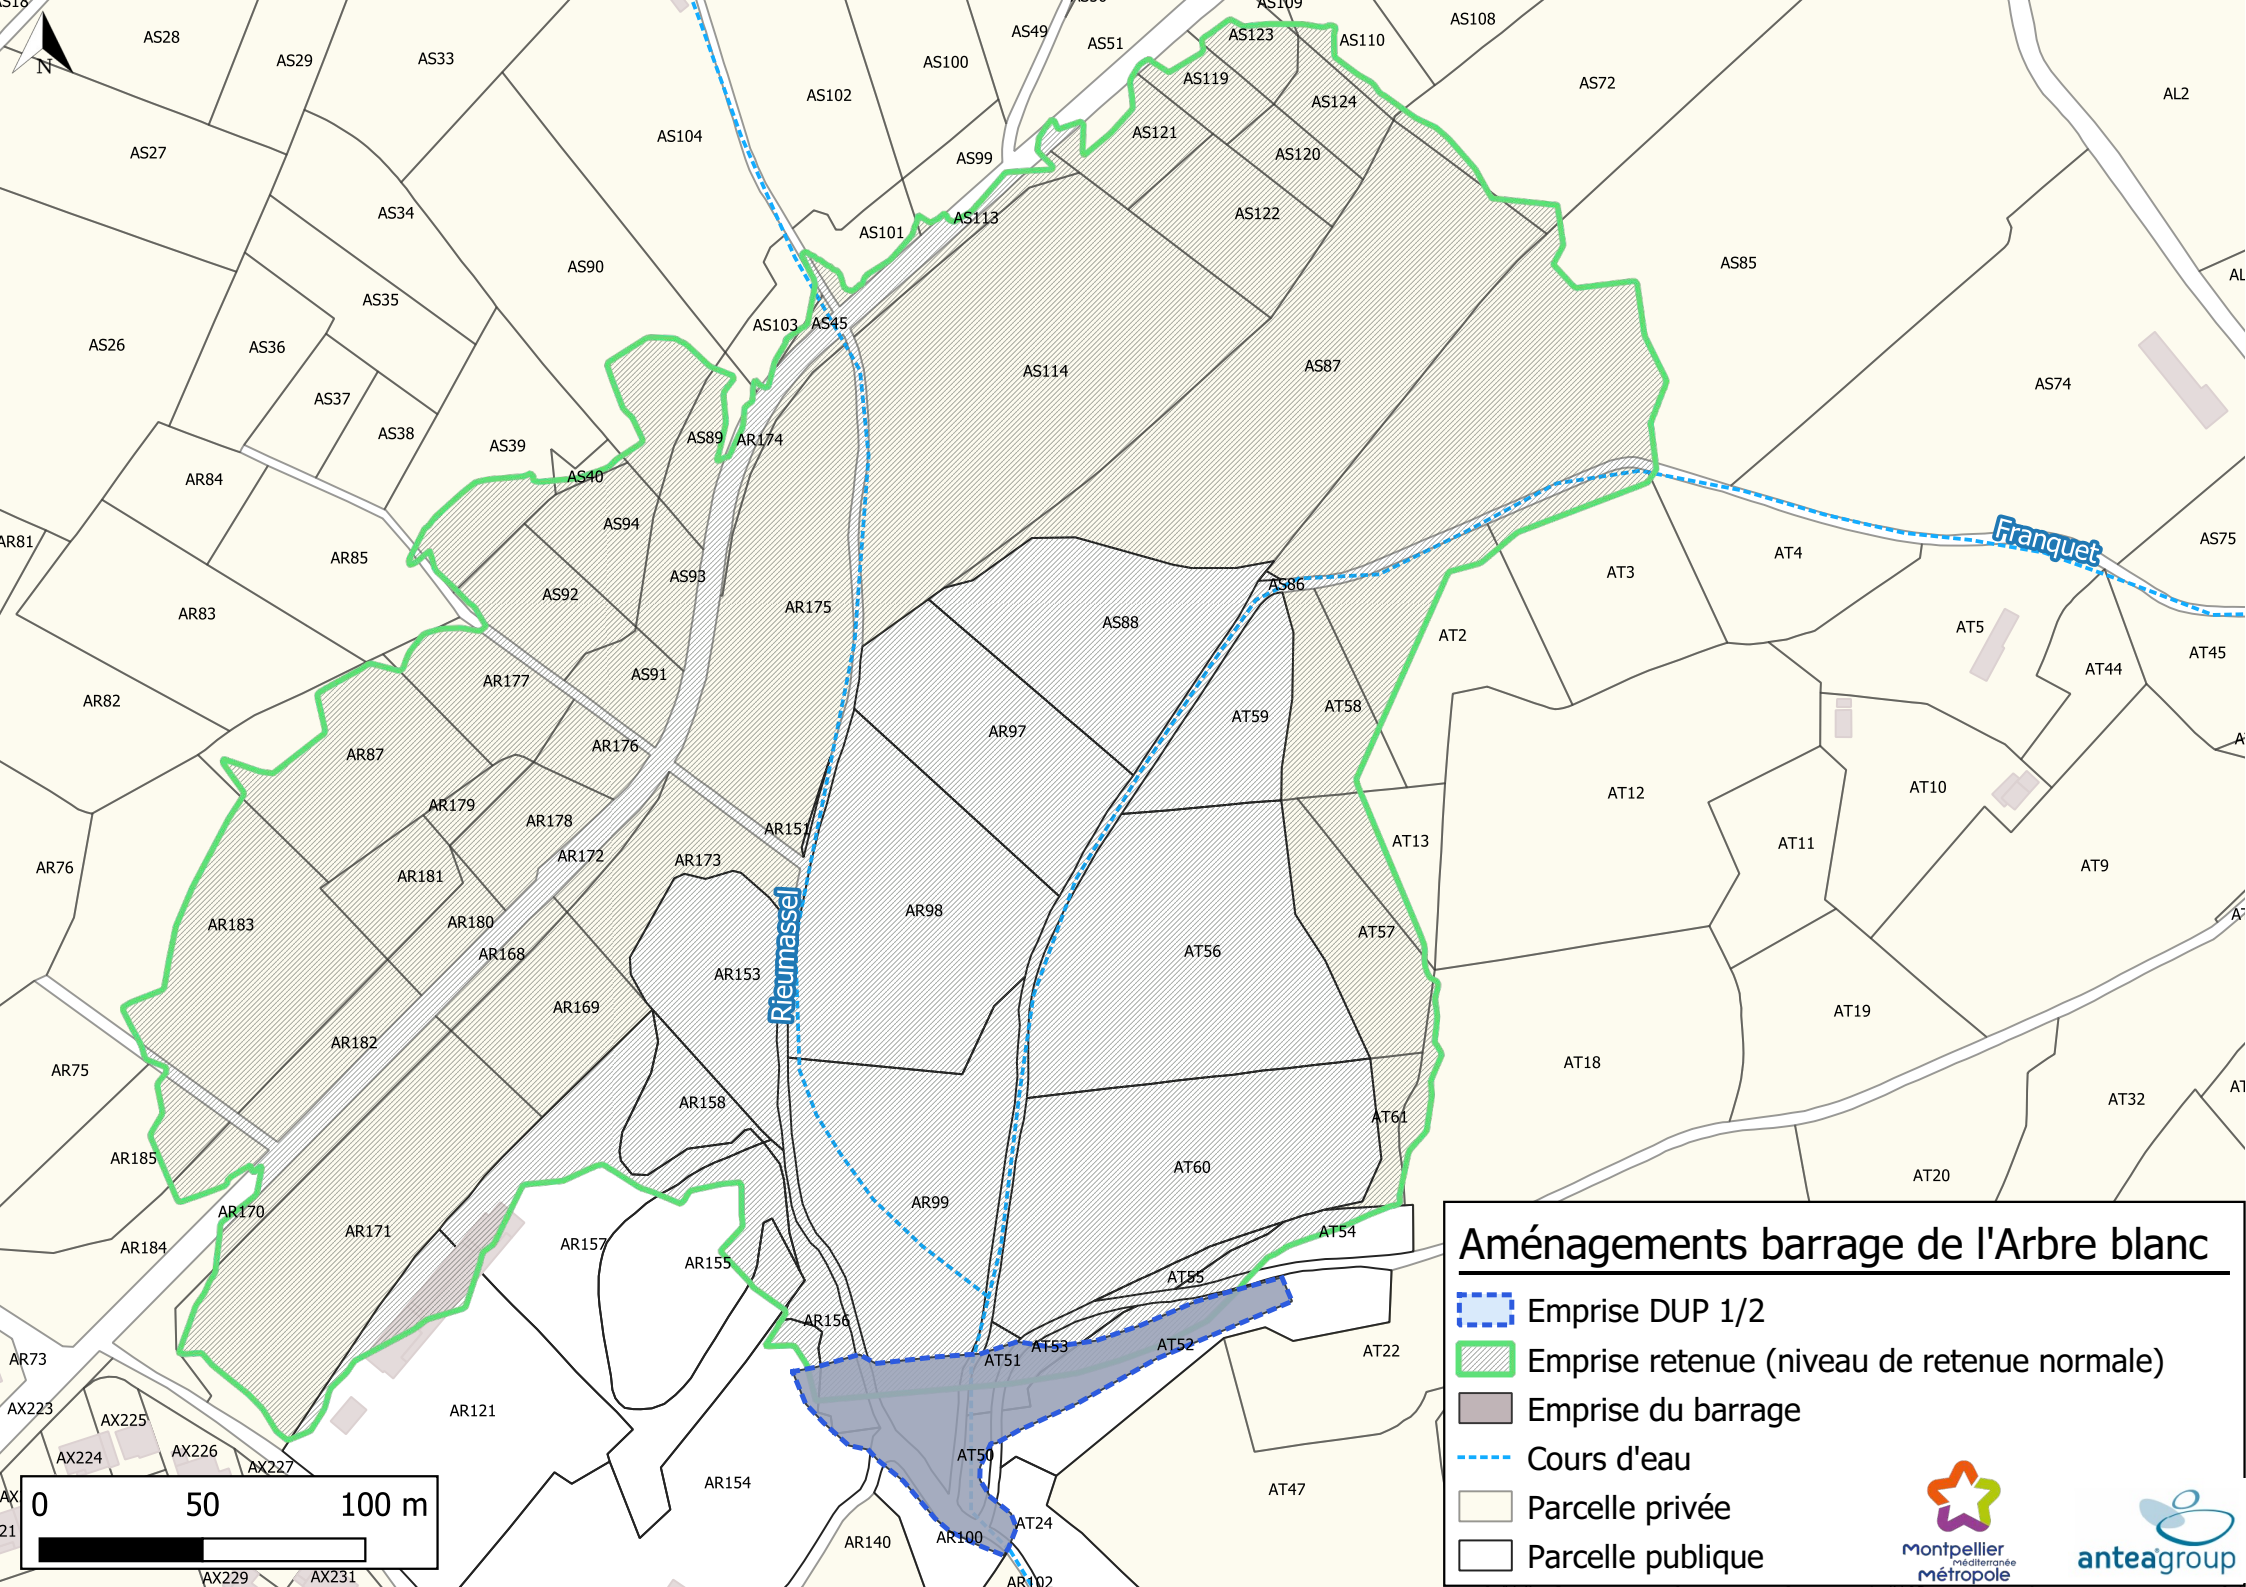 AS18
AS28
AS29
AS33
AS49
AS51
AS109
AS108
AS123
AS110
AS100
AS102
AS119
AS72
AL2
AS124
AS104
AS121
AS27
AS99
AS120
AS34
AS113
AS122
AS101
AS90
AS85
AS35
AS103
AS45
AS26
AS36
AS114
AS87
AS74
AS37
AS38
AS39
AS89
AR174
AS40
AR84
AS94
AR81
AR85
Franquet
AS75
AT4
AT3
AS93
AS86
AS92
AR175
AR83
AS88
AT5
AT2
AT45
AT44
AS91
AR177
AR82
AT58
AT59
AR97
AR176
AR87
AT12
AT10
AR179
AR178
AR151
AT13
AT11
AR172
AR173
AR76
AR181
AT9
AR98
AR180
AR183
AT57
AT56
AR168
Rieumassel
AR153
AR169
AT19
AR182
AT18
AR75
AR158
AT32
AT61
AR185
AT60
AT20
AR99
AR170
AR171
AT54
AR157
AR184
AR155
AT55
AR156
AT53
AT52
AT51
AT22
AR73
AR121
AX223
AX225
AX226
AX224
AX227
AT50
AR154
AT47
AT24
AR100
AR140
AX229
AX231
AR102
0 50 100 m
N
Aménagements barrage de l'Arbre blanc
Emprise DUP 1/2
Emprise retenue (niveau de retenue normale)
Emprise du barrage
Cours d'eau
Parcelle privée
Parcelle publique
Montpellier
Méditerranée
Métropole
anteagroup